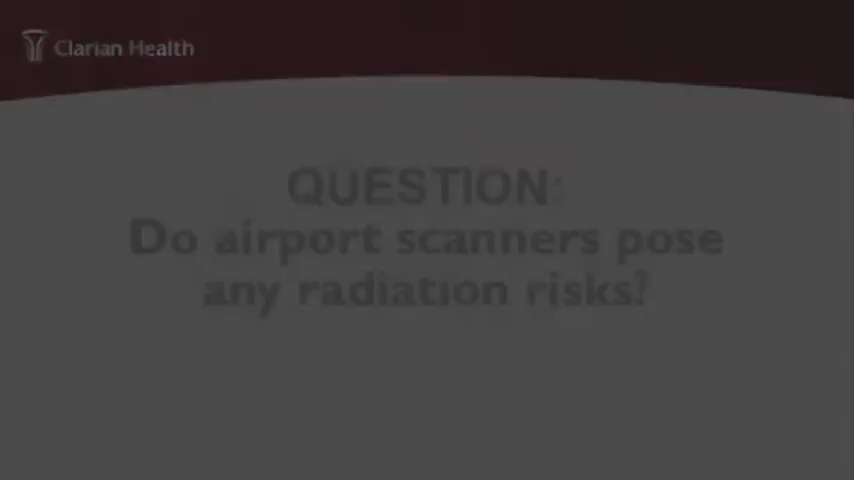 Clarian Health
QUESTION:
Do airport scanners pose
any radiation risks?